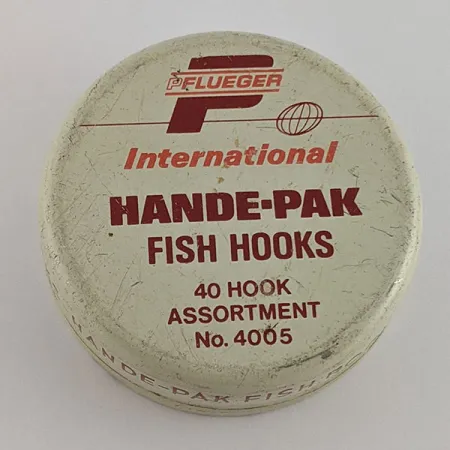 PFLUEGER
International
HANDE-PAK
FISH HOOKS
40 HOOK
ASSORTMENT
No. 4005
HANDE-PAK FISH